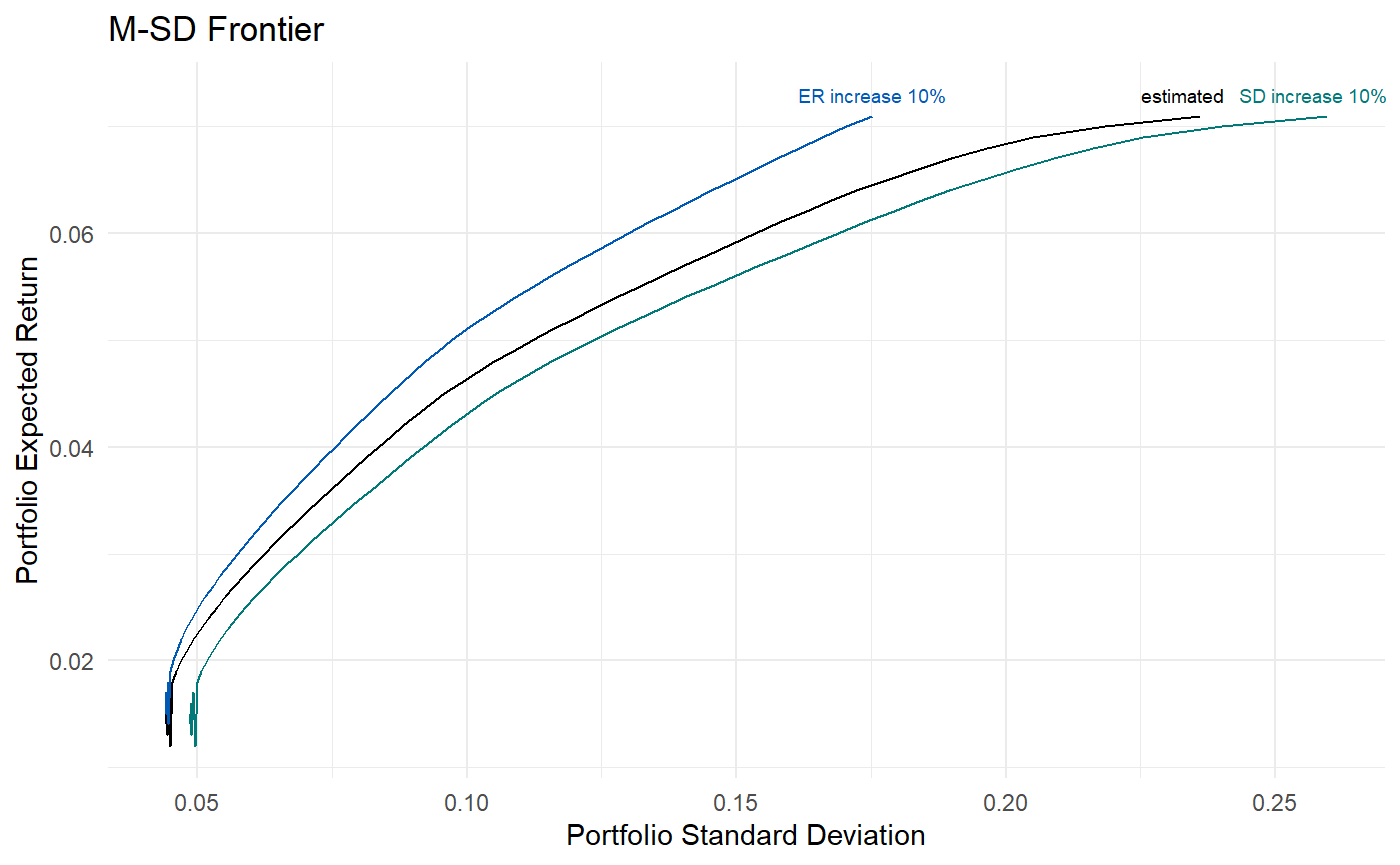 M-SD Frontier
ER increase 10%
estimated
SD increase 10%
Portfolio Expected Return
0.06
0.04
0.02
0.05
0.10
0.15
0.20
0.25
Portfolio Standard Deviation